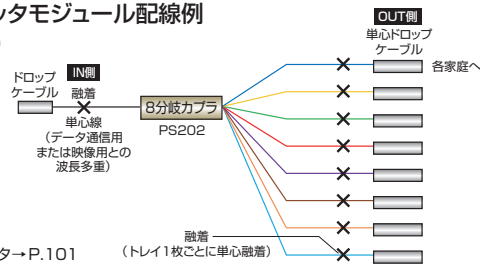 ッタモジュール配線例
OUT側
単心ドロップ
ケーブル
各家庭へ
ドロップ
ケーブル
IN側
融着
8分岐カプラ
PS202
単心線
(データ通信用
または映像用との
波長多重)
融着
(トレイ1枚ごとに単心融着)
タ→P.101